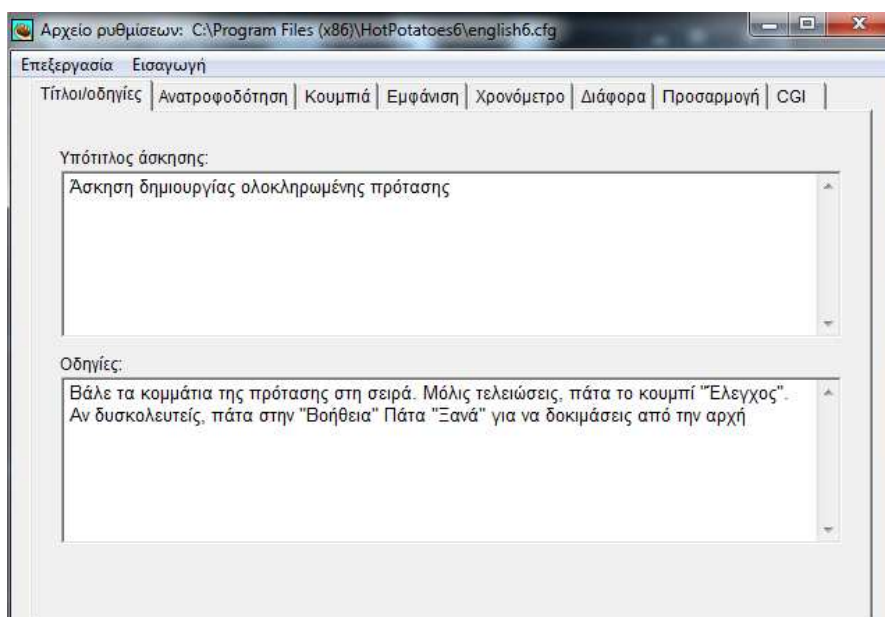 Αρχείο ρυθμίσεων: C:\Program Files (x86)\HotPotatoes6\english6.cfg
Επεξεργασία Εισαγωγή
Τίτλοι/οδηγίες Ανατροφοδότηση Κουμπιά Εμφάνιση Χρονόμετρο Διάφορα Προσαρμογή CGI
Υπότιτλος άσκησης:
Άσκηση δημιουργίας ολοκληρωμένης πρότασης
Οδηγίες:
Βάλε τα κομμάτια της πρότασης στη σειρά. Μόλις τελειώσεις, πάτα το κουμπί "Έλεγχος".
Αν δυσκολευτείς, πάτα στην "Βοήθεια" Πάτα "Ξανά" για να δοκιμάσεις από την αρχή